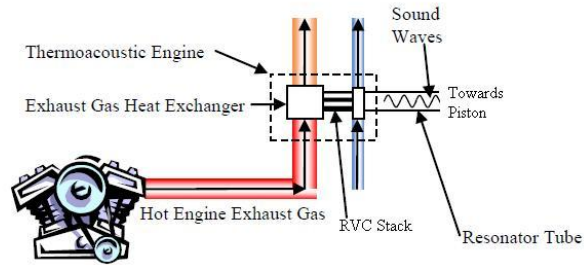 Sound
Waves
Thermoacoustic Engine
Towards
Piston
Exhaust Gas Heat Exchanger
Hot Engine Exhaust Gas
RVC Stack
Resonator Tube